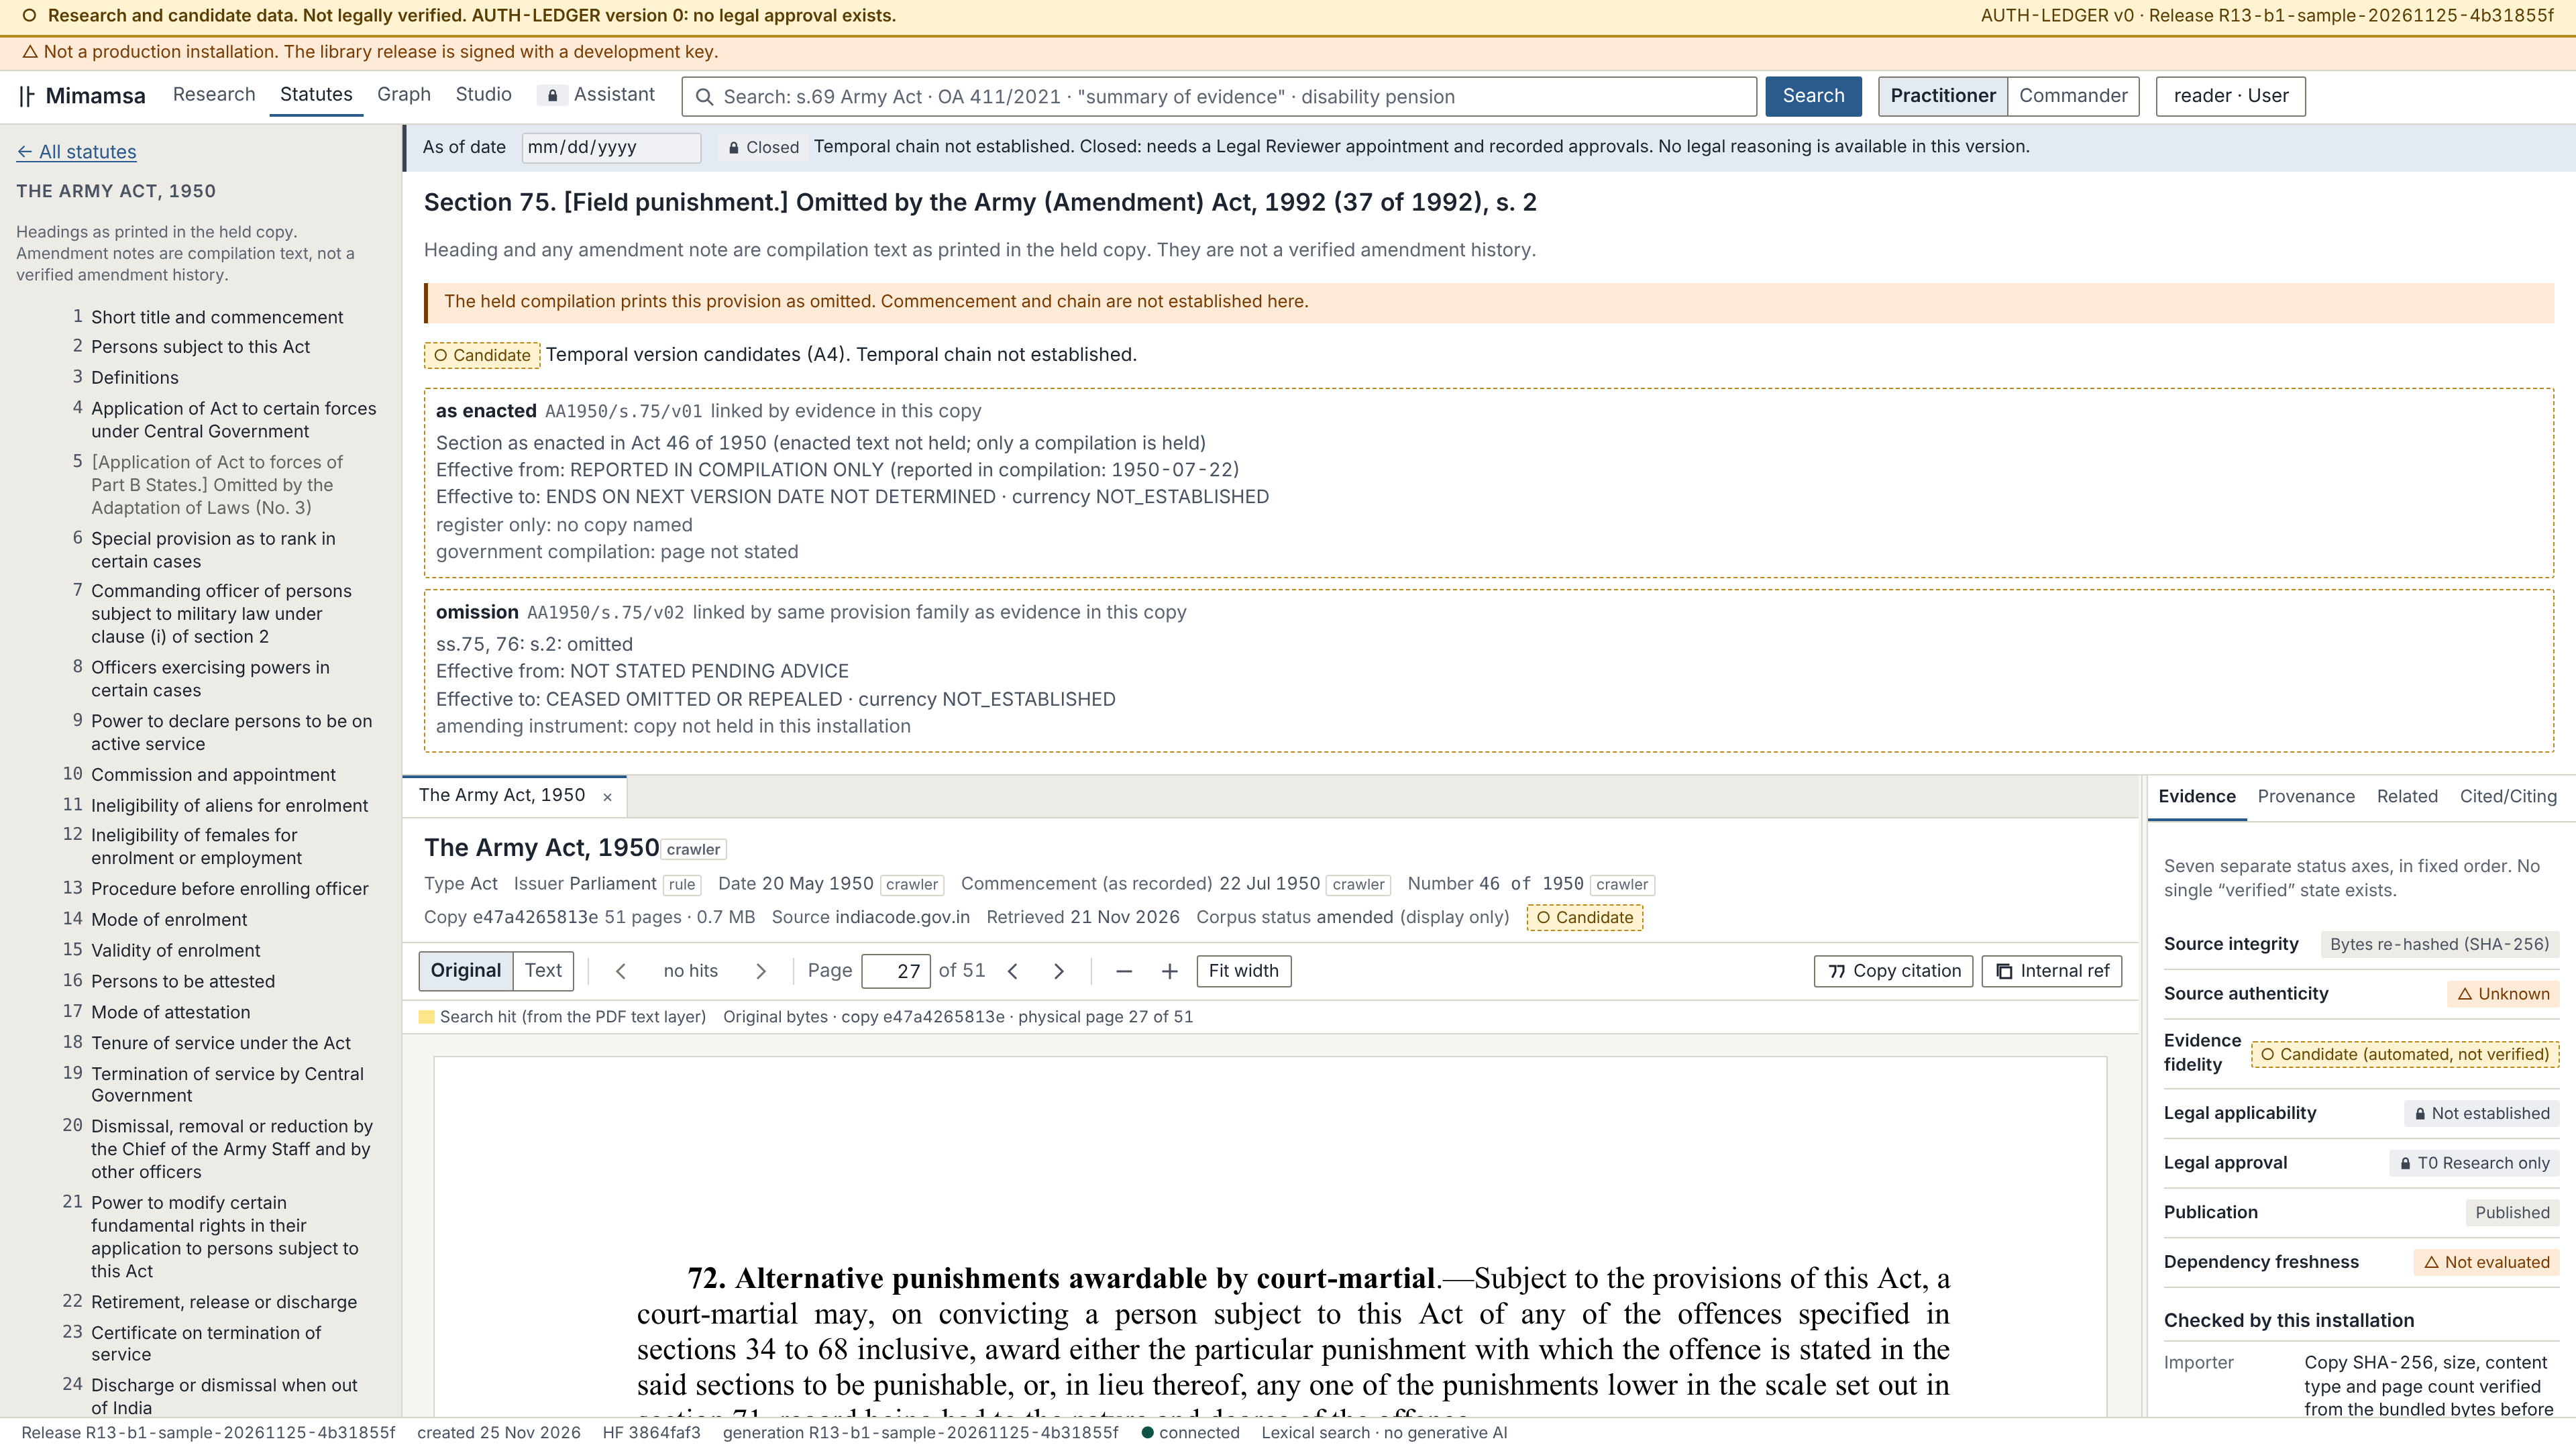 Research and candidate data. Not legally verified. AUTH-LEDGER version 0: no legal approval exists.
AUTH-LEDGER v0 · Release R13-b1-sample-20261125-4b31855f
Not a production installation. The library release is signed with a development key.
Mimamsa
Research
Statutes
Graph
Studio
Assistant
Search: s.69 Army Act · OA 411/2021 · "summary of evidence" · disability pension
Search
Practitioner
Commander
reader · User
← All statutes
THE ARMY ACT, 1950
Headings as printed in the held copy.
Amendment notes are compilation text, not a
verified amendment history.
1 Short title and commencement
2 Persons subject to this Act
3 Definitions
4 Application of Act to certain forces
under Central Government
5 [Application of Act to forces of
Part B States.] Omitted by the
Adaptation of Laws (No. 3)
6 Special provision as to rank in
certain cases
7 Commanding officer of persons
subject to military law under
clause (i) of section 2
8 Officers exercising powers in
certain cases
9 Power to declare persons to be on
active service
10 Commission and appointment
11 Ineligibility of aliens for enrolment
12 Ineligibility of females for
enrolment or employment
13 Procedure before enrolling officer
14 Mode of enrolment
15 Validity of enrolment
16 Persons to be attested
17 Mode of attestation
18 Tenure of service under the Act
19 Termination of service by Central
Government
20 Dismissal, removal or reduction by
the Chief of the Army Staff and by
other officers
21 Power to modify certain
fundamental rights in their
application to persons subject to
this Act
22 Retirement, release or discharge
23 Certificate on termination of
service
24 Discharge or dismissal when out
of India
As of date
mm/dd/yyyy
Closed
Temporal chain not established. Closed: needs a Legal Reviewer appointment and recorded approvals. No legal reasoning is available in this version.
Section 75. [Field punishment.] Omitted by the Army (Amendment) Act, 1992 (37 of 1992), s. 2
Heading and any amendment note are compilation text as printed in the held copy. They are not a verified amendment history.
The held compilation prints this provision as omitted. Commencement and chain are not established here.
Candidate Temporal version candidates (A4). Temporal chain not established.
as enacted AA1950/s.75/v01 linked by evidence in this copy
Section as enacted in Act 46 of 1950 (enacted text not held; only a compilation is held)
Effective from: REPORTED IN COMPILATION ONLY (reported in compilation: 1950-07-22)
Effective to: ENDS ON NEXT VERSION DATE NOT DETERMINED · currency NOT_ESTABLISHED
register only: no copy named
government compilation: page not stated
omission AA1950/s.75/v02 linked by same provision family as evidence in this copy
ss.75, 76: s.2: omitted
Effective from: NOT STATED PENDING ADVICE
Effective to: CEASED OMITTED OR REPEALED · currency NOT_ESTABLISHED
amending instrument: copy not held in this installation
The Army Act, 1950 ×
The Army Act, 1950 crawler
Type Act Issuer Parliament rule Date 20 May 1950 crawler Commencement (as recorded) 22 Jul 1950 crawler Number 46 of 1950 crawler
Copy e47a4265813e 51 pages · 0.7 MB Source indiacode.gov.in Retrieved 21 Nov 2026 Corpus status amended (display only) Candidate
Original
Text
no hits
Page 27 of 51
Fit width
Copy citation
Internal ref
Search hit (from the PDF text layer) Original bytes · copy e47a4265813e · physical page 27 of 51
72. Alternative punishments awardable by court-martial.—Subject to the provisions of this Act, a
court-martial may, on convicting a person subject to this Act of any of the offences specified in
sections 34 to 68 inclusive, award either the particular punishment with which the offence is stated in the
said sections to be punishable, or, in lieu thereof, any one of the punishments lower in the scale set out in
section 71, regard being had to the nature and degree of the offence.
Evidence
Provenance
Related
Cited/Citing
Seven separate status axes, in fixed order. No
single “verified” state exists.
Source integrity Bytes re-hashed (SHA-256)
Source authenticity Unknown
Evidence
fidelity
Candidate (automated, not verified)
Legal applicability Not established
Legal approval T0 Research only
Publication Published
Dependency freshness Not evaluated
Checked by this installation
Importer Copy SHA-256, size, content
type and page count verified
from the bundled bytes before
Release R13-b1-sample-20261125-4b31855f created 25 Nov 2026 HF 3864faf3 generation R13-b1-sample-20261125-4b31855f connected Lexical search · no generative AI